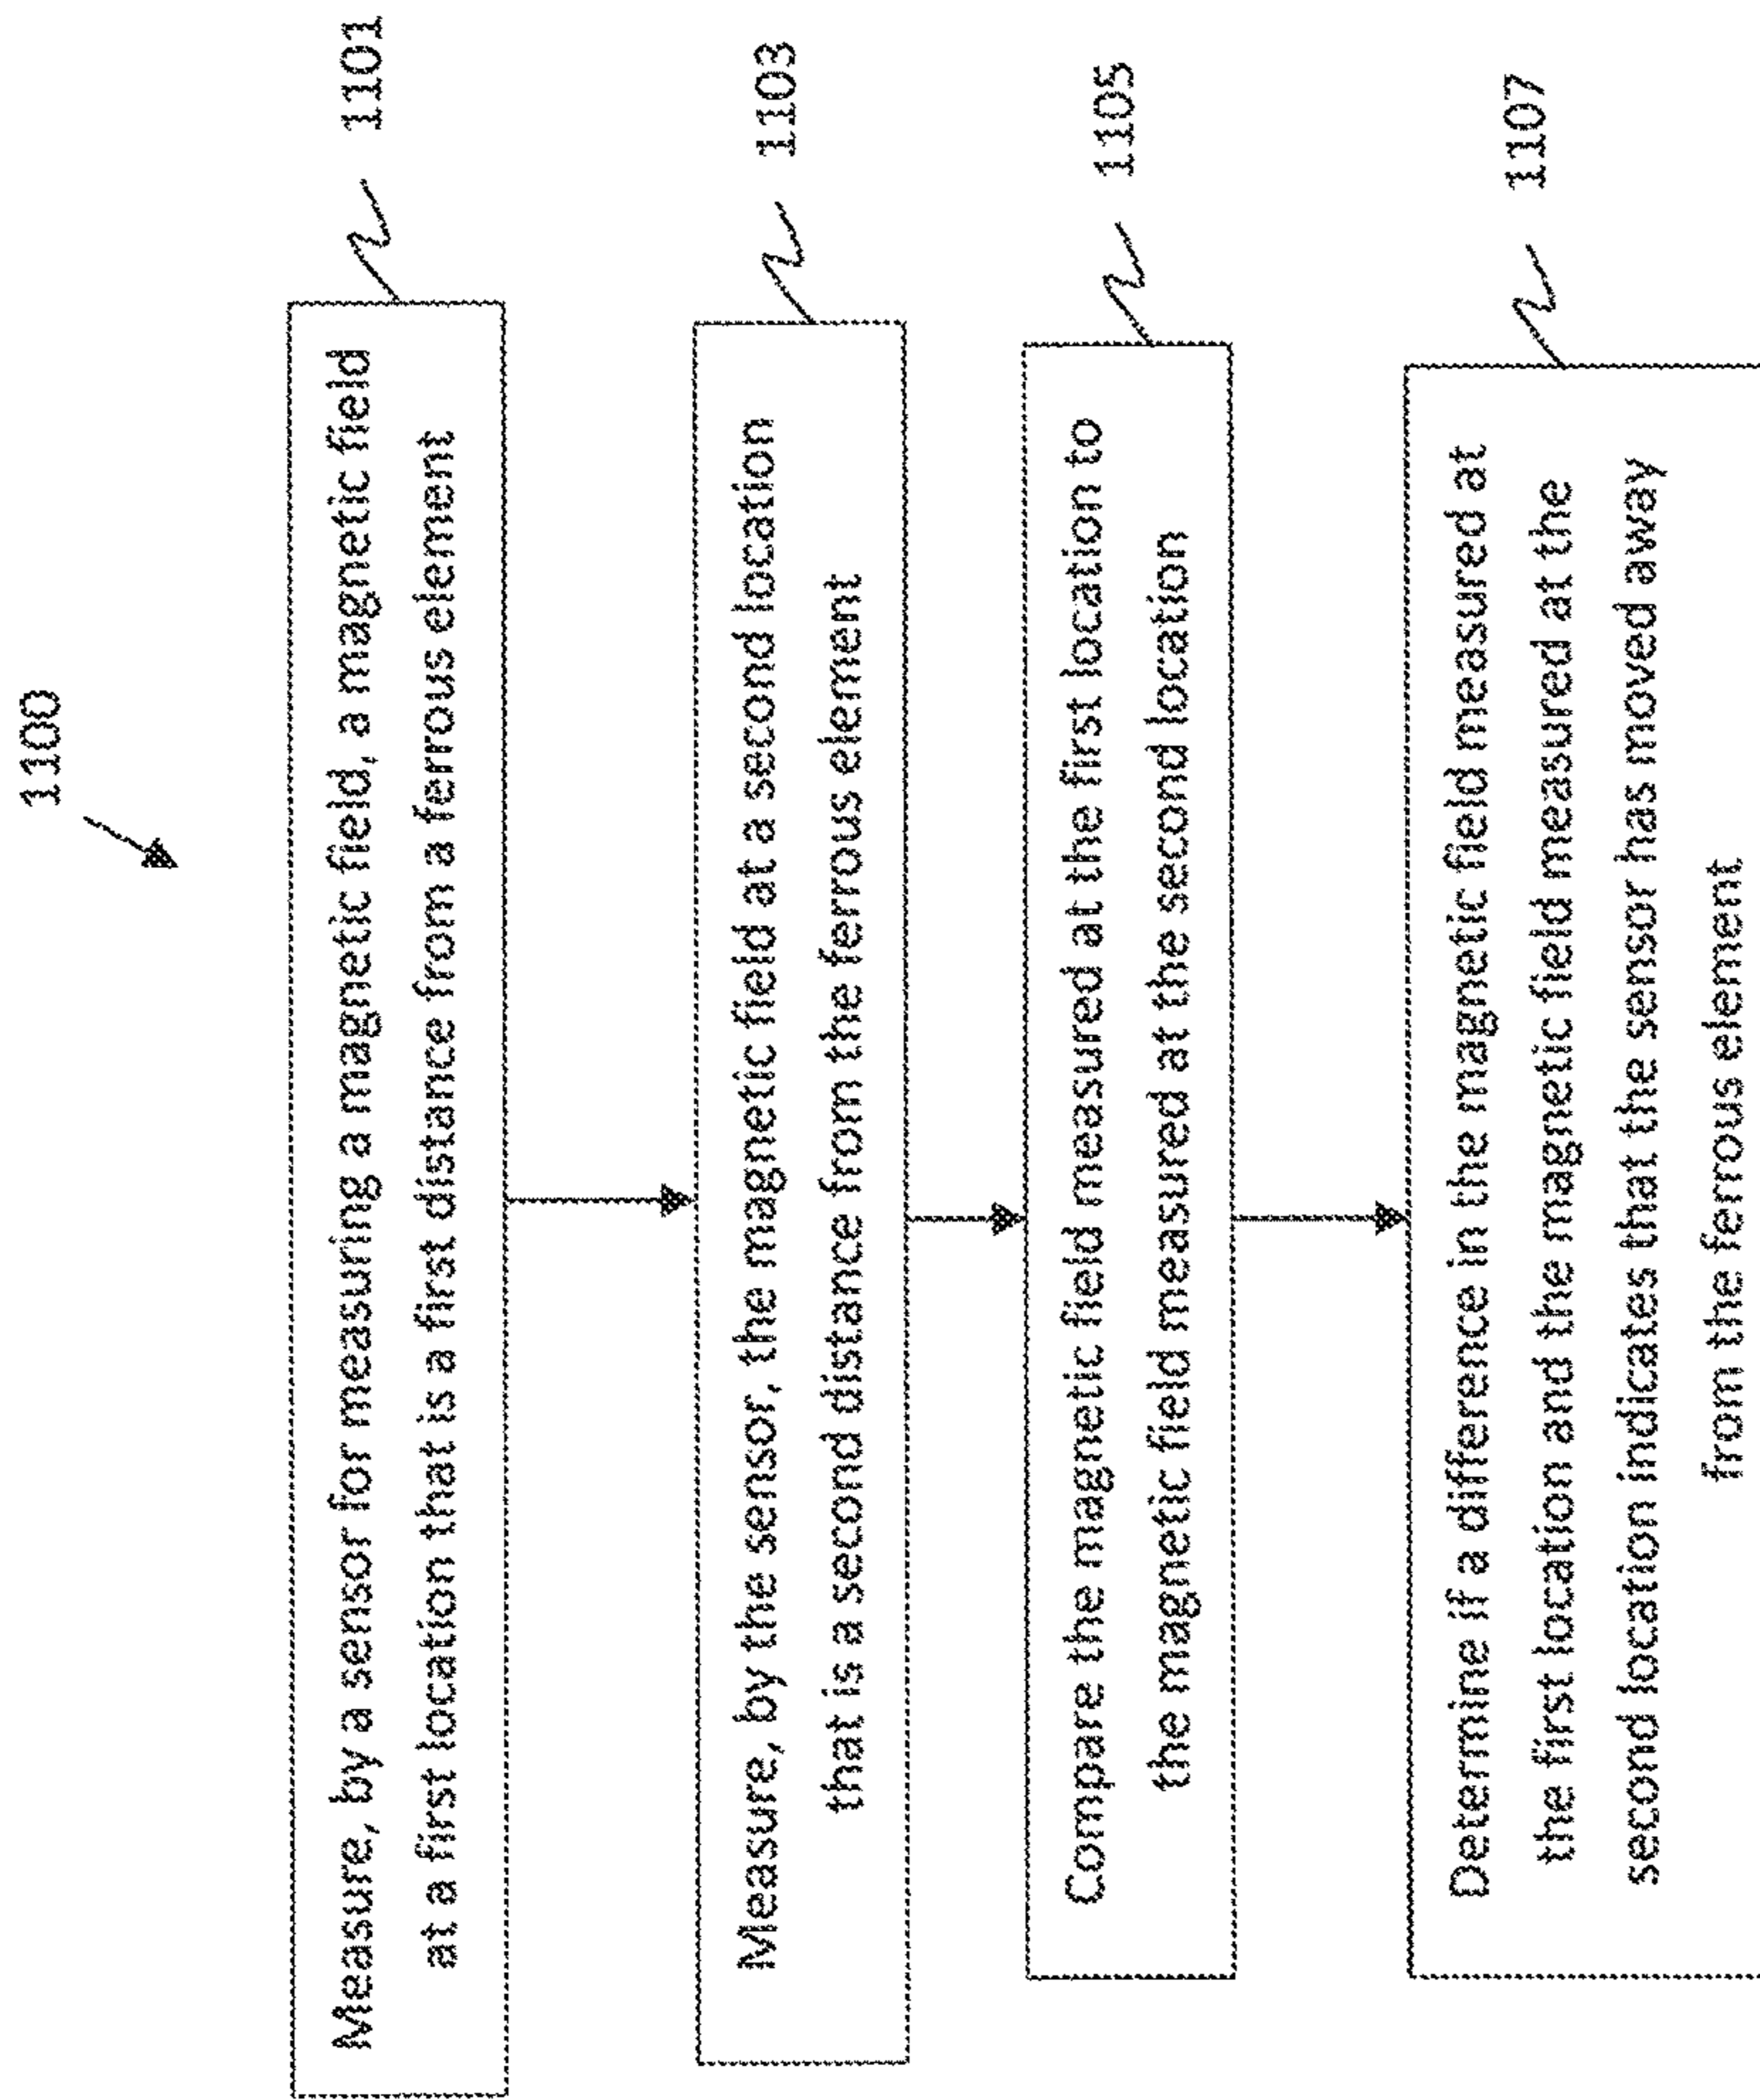 1100
Measure, by a sensor for measuring a magnetic field, a magnetic field
at a first location that is a first distance from a ferrous element
1101
Measure, by the sensor, the magnetic field at a second location
that is a second distance from the ferrous element
1103
Compare the magnetic field measured at the first location to
the magnetic field measured at the second location
1105
Determine if a difference in the magnetic field measured at
the first location and the magnetic field measured at the
second location indicates that the sensor has moved away
from the ferrous element
1107